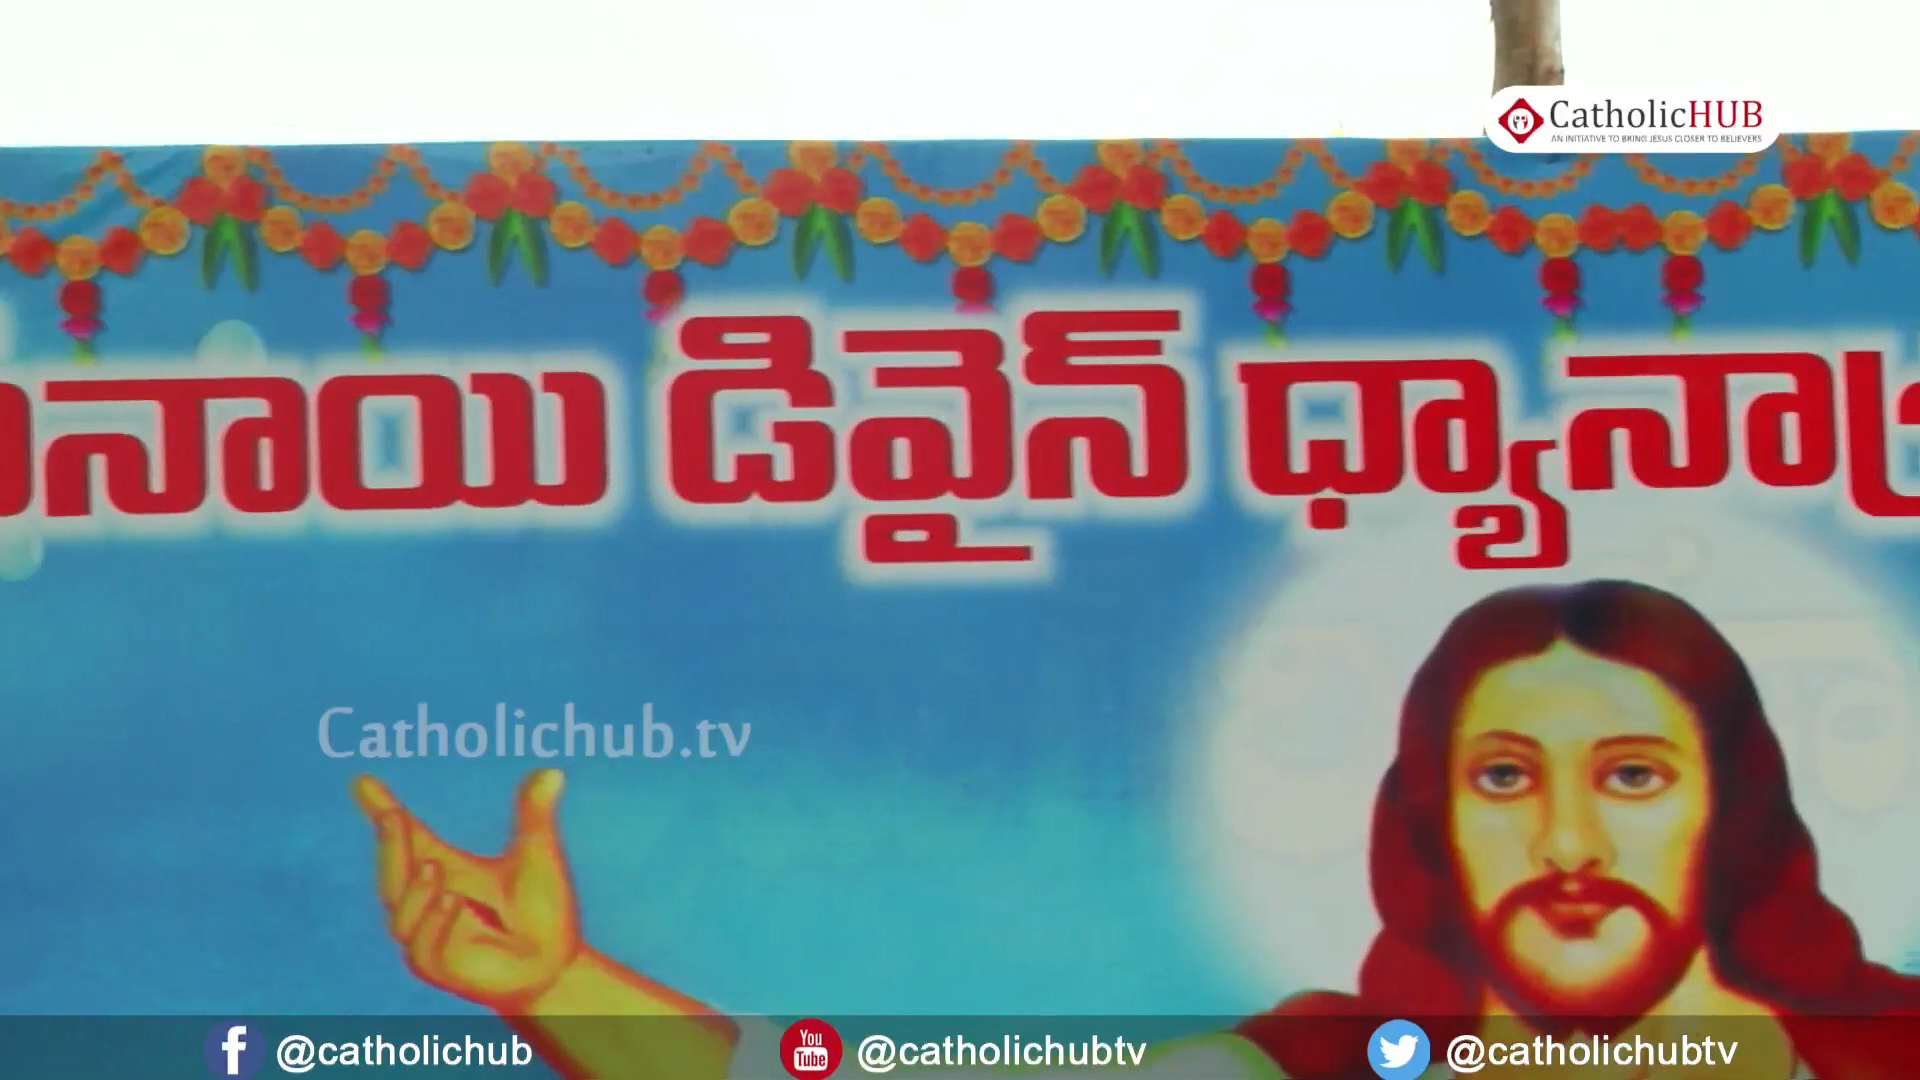 CatholicHUB
AN INITIATIVE TO BRING JESUS CLOSER TO BELIEVERS
డివైన్
Catholichub.tv
@catholichub
You Tube @catholichubtv
@catholichubtv